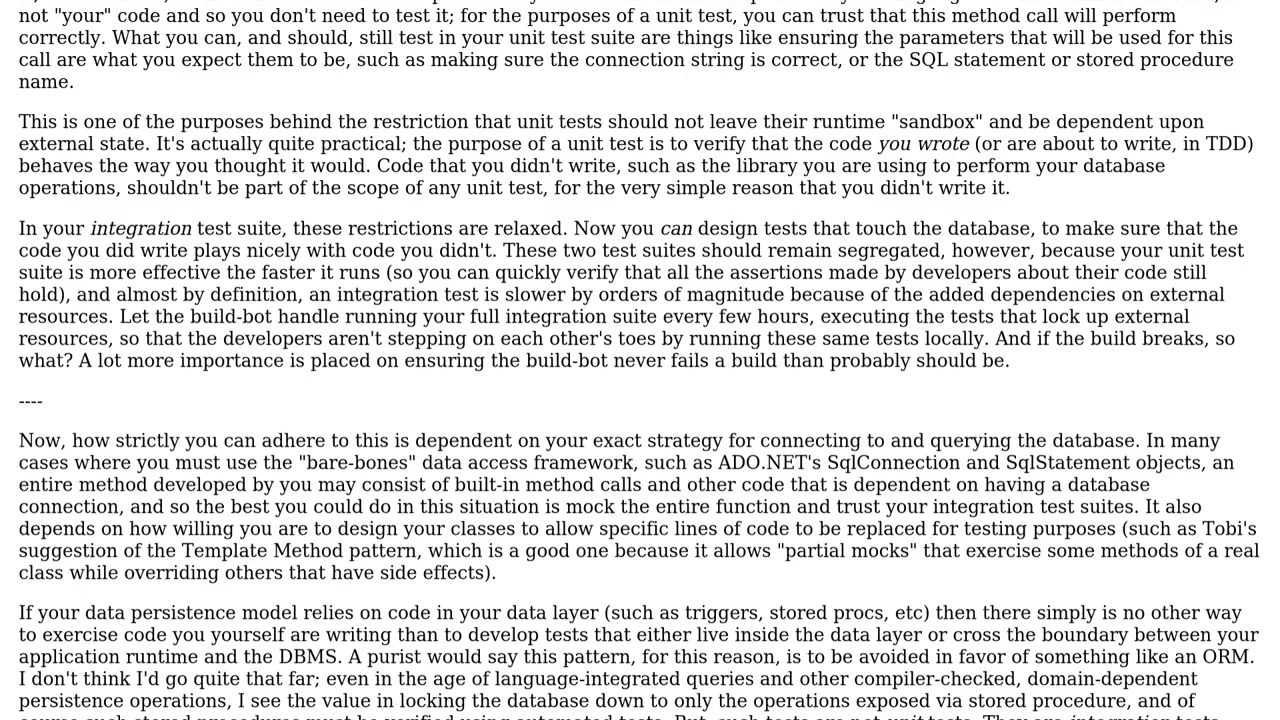 not "your" code and so you don't need to test it; for the purposes of a unit test, you can trust that this method call will perform
correctly. What you can, and should, still test in your unit test suite are things like ensuring the parameters that will be used for this
call are what you expect them to be, such as making sure the connection string is correct, or the SQL statement or stored procedure
name.
This is one of the purposes behind the restriction that unit tests should not leave their runtime "sandbox" and be dependent upon
external state. It's actually quite practical; the purpose of a unit test is to verify that the code you wrote (or are about to write, in TDD)
behaves the way you thought it would. Code that you didn't write, such as the library you are using to perform your database
operations, shouldn't be part of the scope of any unit test, for the very simple reason that you didn't write it.
In your integration test suite, these restrictions are relaxed. Now you can design tests that touch the database, to make sure that the
code you did write plays nicely with code you didn't. These two test suites should remain segregated, however, because your unit test
suite is more effective the faster it runs (so you can quickly verify that all the assertions made by developers about their code still
hold), and almost by definition, an integration test is slower by orders of magnitude because of the added dependencies on external
resources. Let the build-bot handle running your full integration suite every few hours, executing the tests that lock up external
resources, so that the developers aren't stepping on each other's toes by running these same tests locally. And if the build breaks, so
what? A lot more importance is placed on ensuring the build-bot never fails a build than probably should be.
----
Now, how strictly you can adhere to this is dependent on your exact strategy for connecting to and querying the database. In many
cases where you must use the "bare-bones" data access framework, such as ADO.NET's SqlConnection and SqlStatement objects, an
entire method developed by you may consist of built-in method calls and other code that is dependent on having a database
connection, and so the best you could do in this situation is mock the entire function and trust your integration test suites. It also
depends on how willing you are to design your classes to allow specific lines of code to be replaced for testing purposes (such as Tobi's
suggestion of the Template Method pattern, which is a good one because it allows "partial mocks" that exercise some methods of a real
class while overriding others that have side effects).
If your data persistence model relies on code in your data layer (such as triggers, stored procs, etc) then there simply is no other way
to exercise code you yourself are writing than to develop tests that either live inside the data layer or cross the boundary between your
application runtime and the DBMS. A purist would say this pattern, for this reason, is to be avoided in favor of something like an ORM.
I don't think I'd go quite that far; even in the age of language-integrated queries and other compiler-checked, domain-dependent
persistence operations, I see the value in locking the database down to only the operations exposed via stored procedure, and of